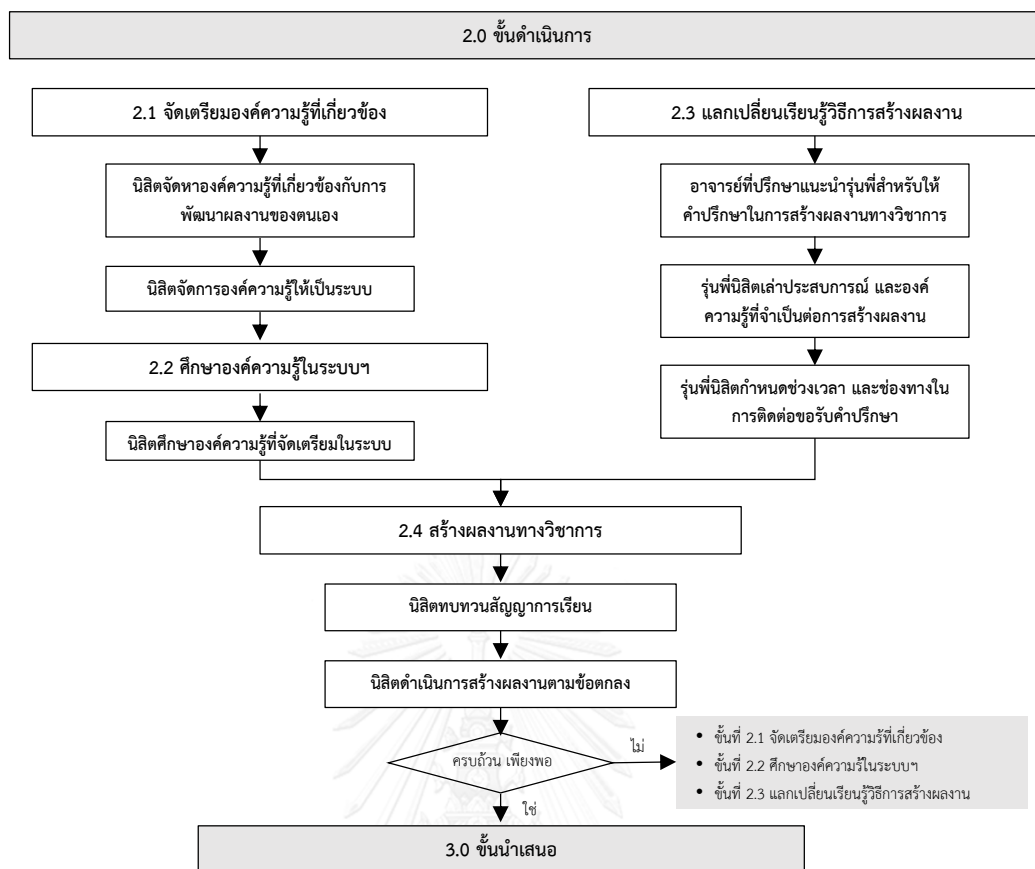 2.0 ขั้นดำเนินการ
2.1 จัดเตรียมองค์ความรู้ที่เกี่ยวข้อง
นิสิตจัดหาองค์ความรู้ที่เกี่ยวข้องกับการ
พัฒนาผลงานของตนเอง
นิสิตจัดการองค์ความรู้ให้เป็นระบบ
2.2 ศึกษาองค์ความรู้ในระบบฯ
นิสิตศึกษาองค์ความรู้ที่จัดเตรียมในระบบ
2.3 แลกเปลี่ยนเรียนรู้วิธีการสร้างผลงาน
อาจารย์ที่ปรึกษาแนะนำรุ่นพี่สำหรับให้
คำปรึกษาในการสร้างผลงานทางวิชาการ
รุ่นพี่นิสิตเล่าประสบการณ์ และองค์
ความรู้ที่จำเป็นต่อการสร้างผลงาน
รุ่นพี่นิสิตกำหนดช่วงเวลา และช่องทางใน
การติดต่อขอรับคำปรึกษา
2.4 สร้างผลงานทางวิชาการ
นิสิตทบทวนสัญญาการเรียน
นิสิตดำเนินการสร้างผลงานตามข้อตกลง
ครบถ้วน เพียงพอ
ไม่
• ขั้นที่ 2.1 จัดเตรียมองค์ความรู้ที่เกี่ยวข้อง
• ขั้นที่ 2.2 ศึกษาองค์ความรู้ในระบบฯ
• ขั้นที่ 2.3 แลกเปลี่ยนเรียนรู้วิธีการสร้างผลงาน
ใช่
3.0 ขั้นนำเสนอ